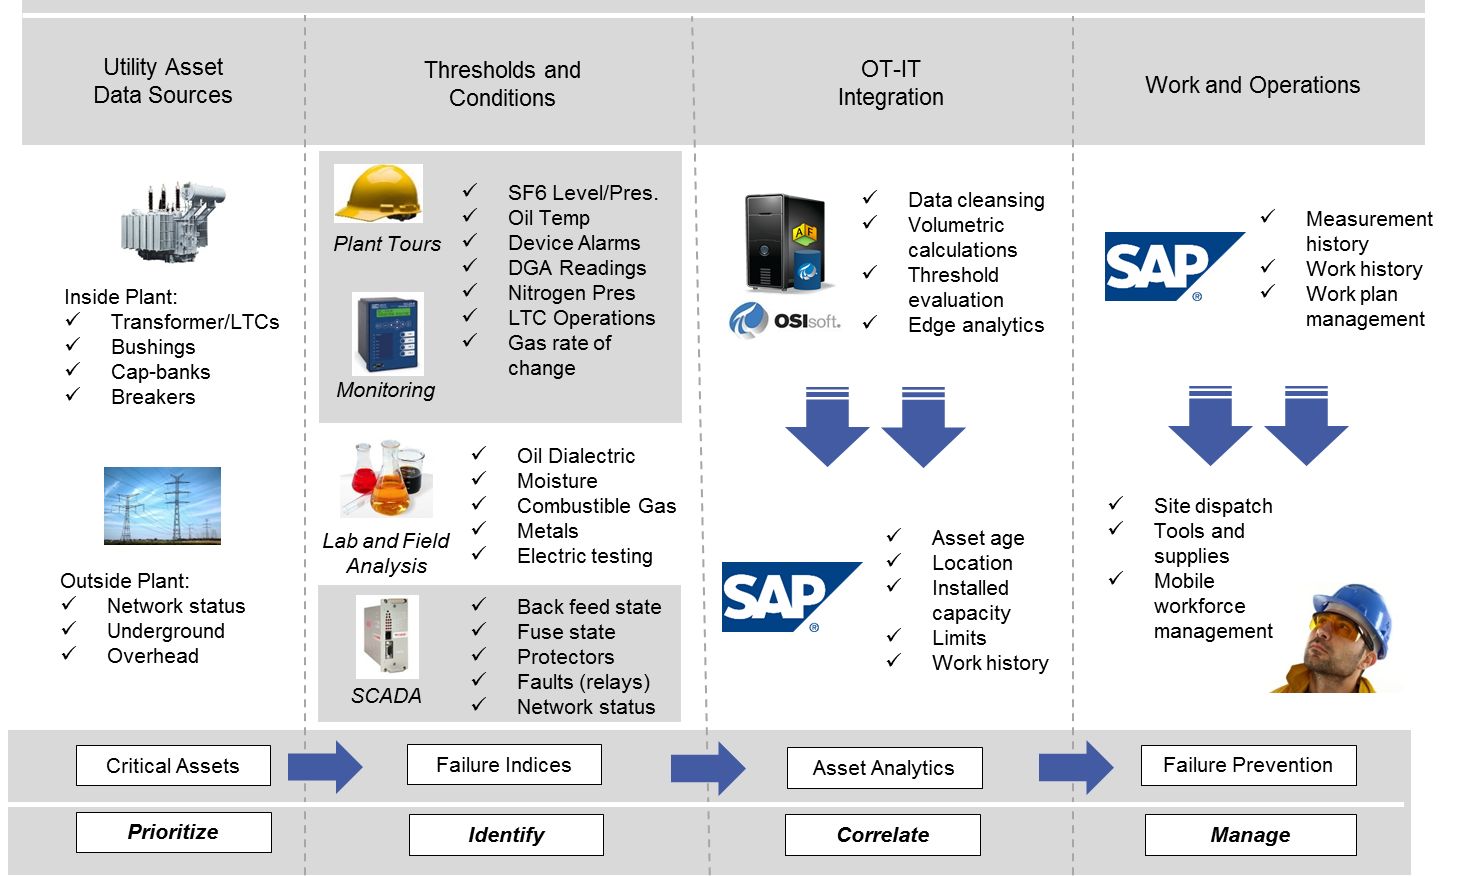 Utility Asset
Data Sources
Thresholds and
Conditions
OT-IT
Integration
Work and Operations
Inside Plant:
✓ Transformer/LTCs
✓ Bushings
✓ Cap-banks
✓ Breakers
Outside Plant:
✓ Network status
✓ Underground
✓ Overhead
Plant Tours
Monitoring
✓ SF6 Level/Pres.
✓ Oil Temp
✓ Device Alarms
✓ DGA Readings
✓ Nitrogen Pres
✓ LTC Operations
✓ Gas rate of
change
Lab and Field
Analysis
✓ Oil Dialectric
✓ Moisture
✓ Combustible Gas
✓ Metals
✓ Electric testing
SCADA
✓ Back feed state
✓ Fuse state
✓ Protectors
✓ Faults (relays)
✓ Network status
A F
OSIsoft.
✓ Data cleansing
✓ Volumetric
calculations
✓ Threshold
evaluation
✓ Edge analytics
SAP®
✓ Asset age
✓ Location
✓ Installed
capacity
✓ Limits
✓ Work history
SAP®
✓ Measurement
history
✓ Work history
✓ Work plan
management
✓ Site dispatch
✓ Tools and
supplies
✓ Mobile
workforce
management
Critical Assets
Failure Indices
Asset Analytics
Failure Prevention
Prioritize
Identify
Correlate
Manage